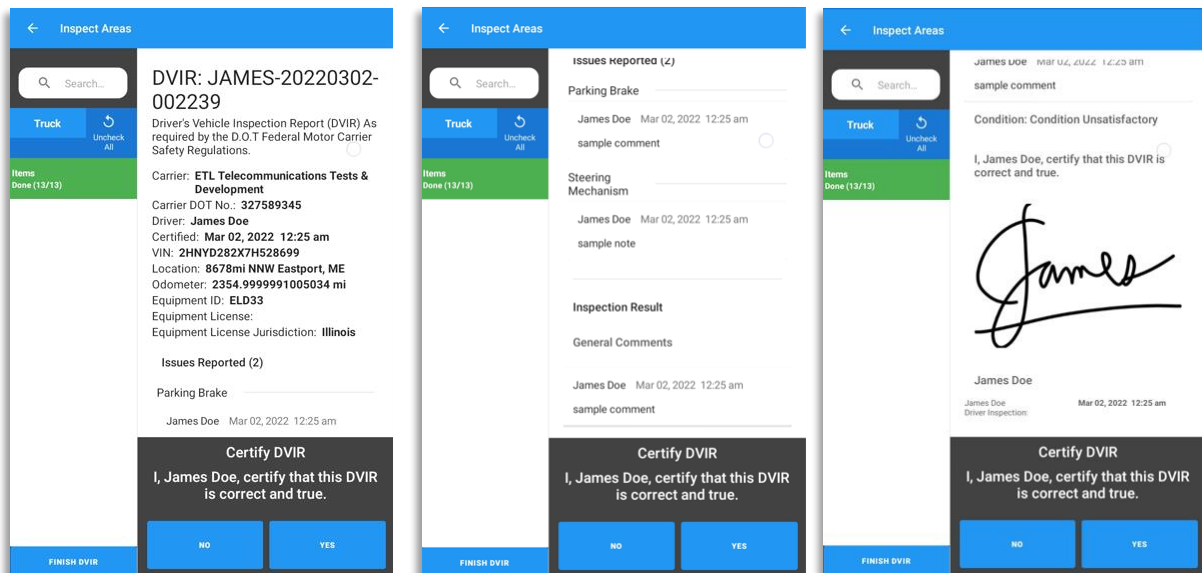 Inspect Areas
Search...
Truck
Uncheck
All
Items
Done (13/13)
FINISH DVIR
DVIR: JAMES-20220302-
002239
Driver's Vehicle Inspection Report (DVIR) As
required by the D.O.T Federal Motor Carrier
Safety Regulations.
Carrier: ETL Telecommunications Tests &
Development
Carrier DOT No.: 327589345
Driver: James Doe
Certified: Mar 02, 2022 12:25 am
VIN: 2HNYD282X7H528699
Location: 8678mi NNW Eastport, ME
Odometer: 2354.9999991005034 mi
Equipment ID: ELD33
Equipment License:
Equipment License Jurisdiction: Illinois
Issues Reported (2)
Parking Brake
James Doe Mar 02, 2022 12:25 am
Certify DVIR
I, James Doe, certify that this DVIR
is correct and true.
NO YES
Inspect Areas
Search...
Truck
Uncheck
All
Items
Done (13/13)
FINISH DVIR
Issues Reported (2)
Parking Brake
James Doe Mar 02, 2022 12:25 am
sample comment
Steering
Mechanism
James Doe Mar 02, 2022 12:25 am
sample note
Inspection Result
General Comments
James Doe Mar 02, 2022 12:25 am
sample comment
Certify DVIR
I, James Doe, certify that this DVIR
is correct and true.
NO YES
Inspect Areas
Search...
Truck
Uncheck
All
Items
Done (13/13)
FINISH DVIR
James Doe Mar 02, 2022 12:25 am
sample comment
Condition: Condition Unsatisfactory
I, James Doe, certify that this DVIR is
correct and true.
James
James Doe
James Doe Mar 02, 2022 12:25 am
Driver Inspection:
Certify DVIR
I, James Doe, certify that this DVIR
is correct and true.
NO YES